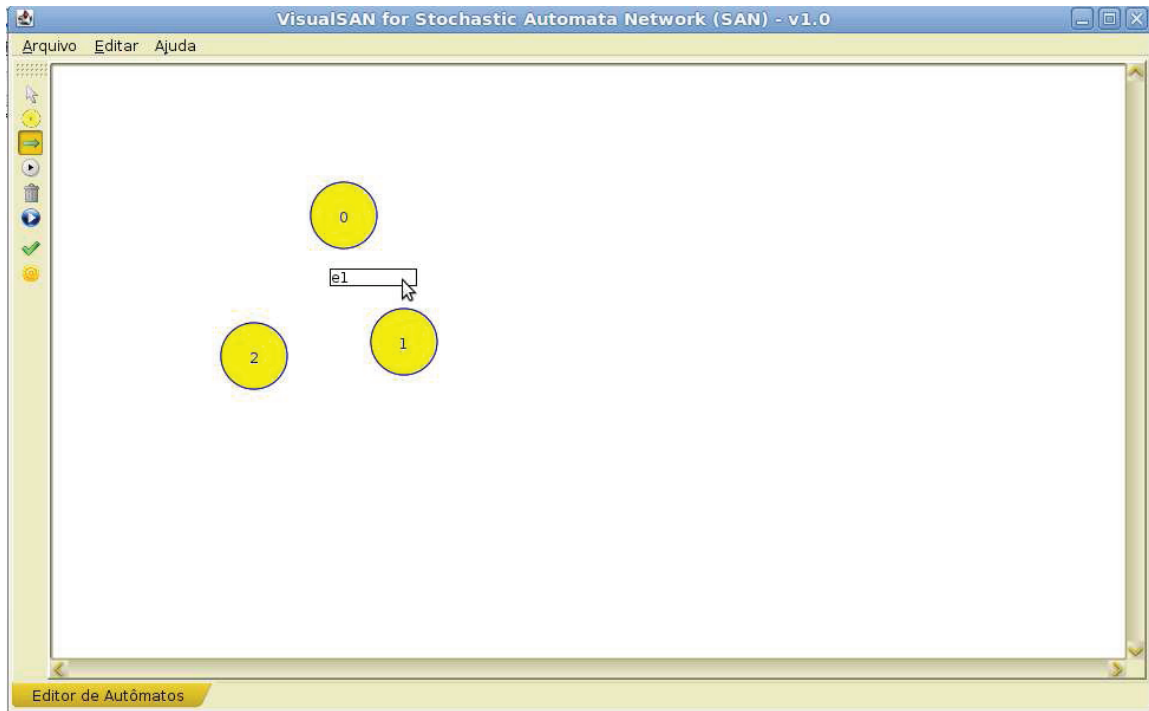 VisualSAN for Stochastic Automata Network (SAN) - v1.0
Arquivo Editar Ajuda
0
e1
1
2
Editor de Autômatos